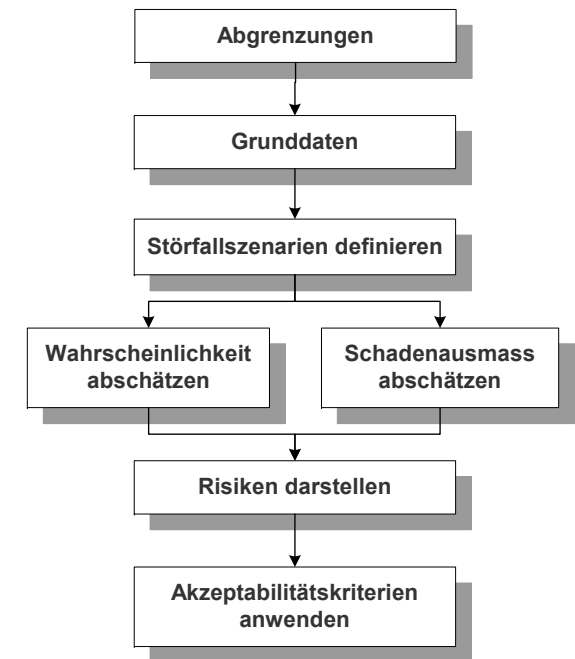 Abgrenzungen
Grunddaten
Störfallszenarien definieren
Wahrscheinlichkeit
abschätzen
Schadenausmass
abschätzen
Risiken darstellen
Akzeptabilitätskriterien
anwenden